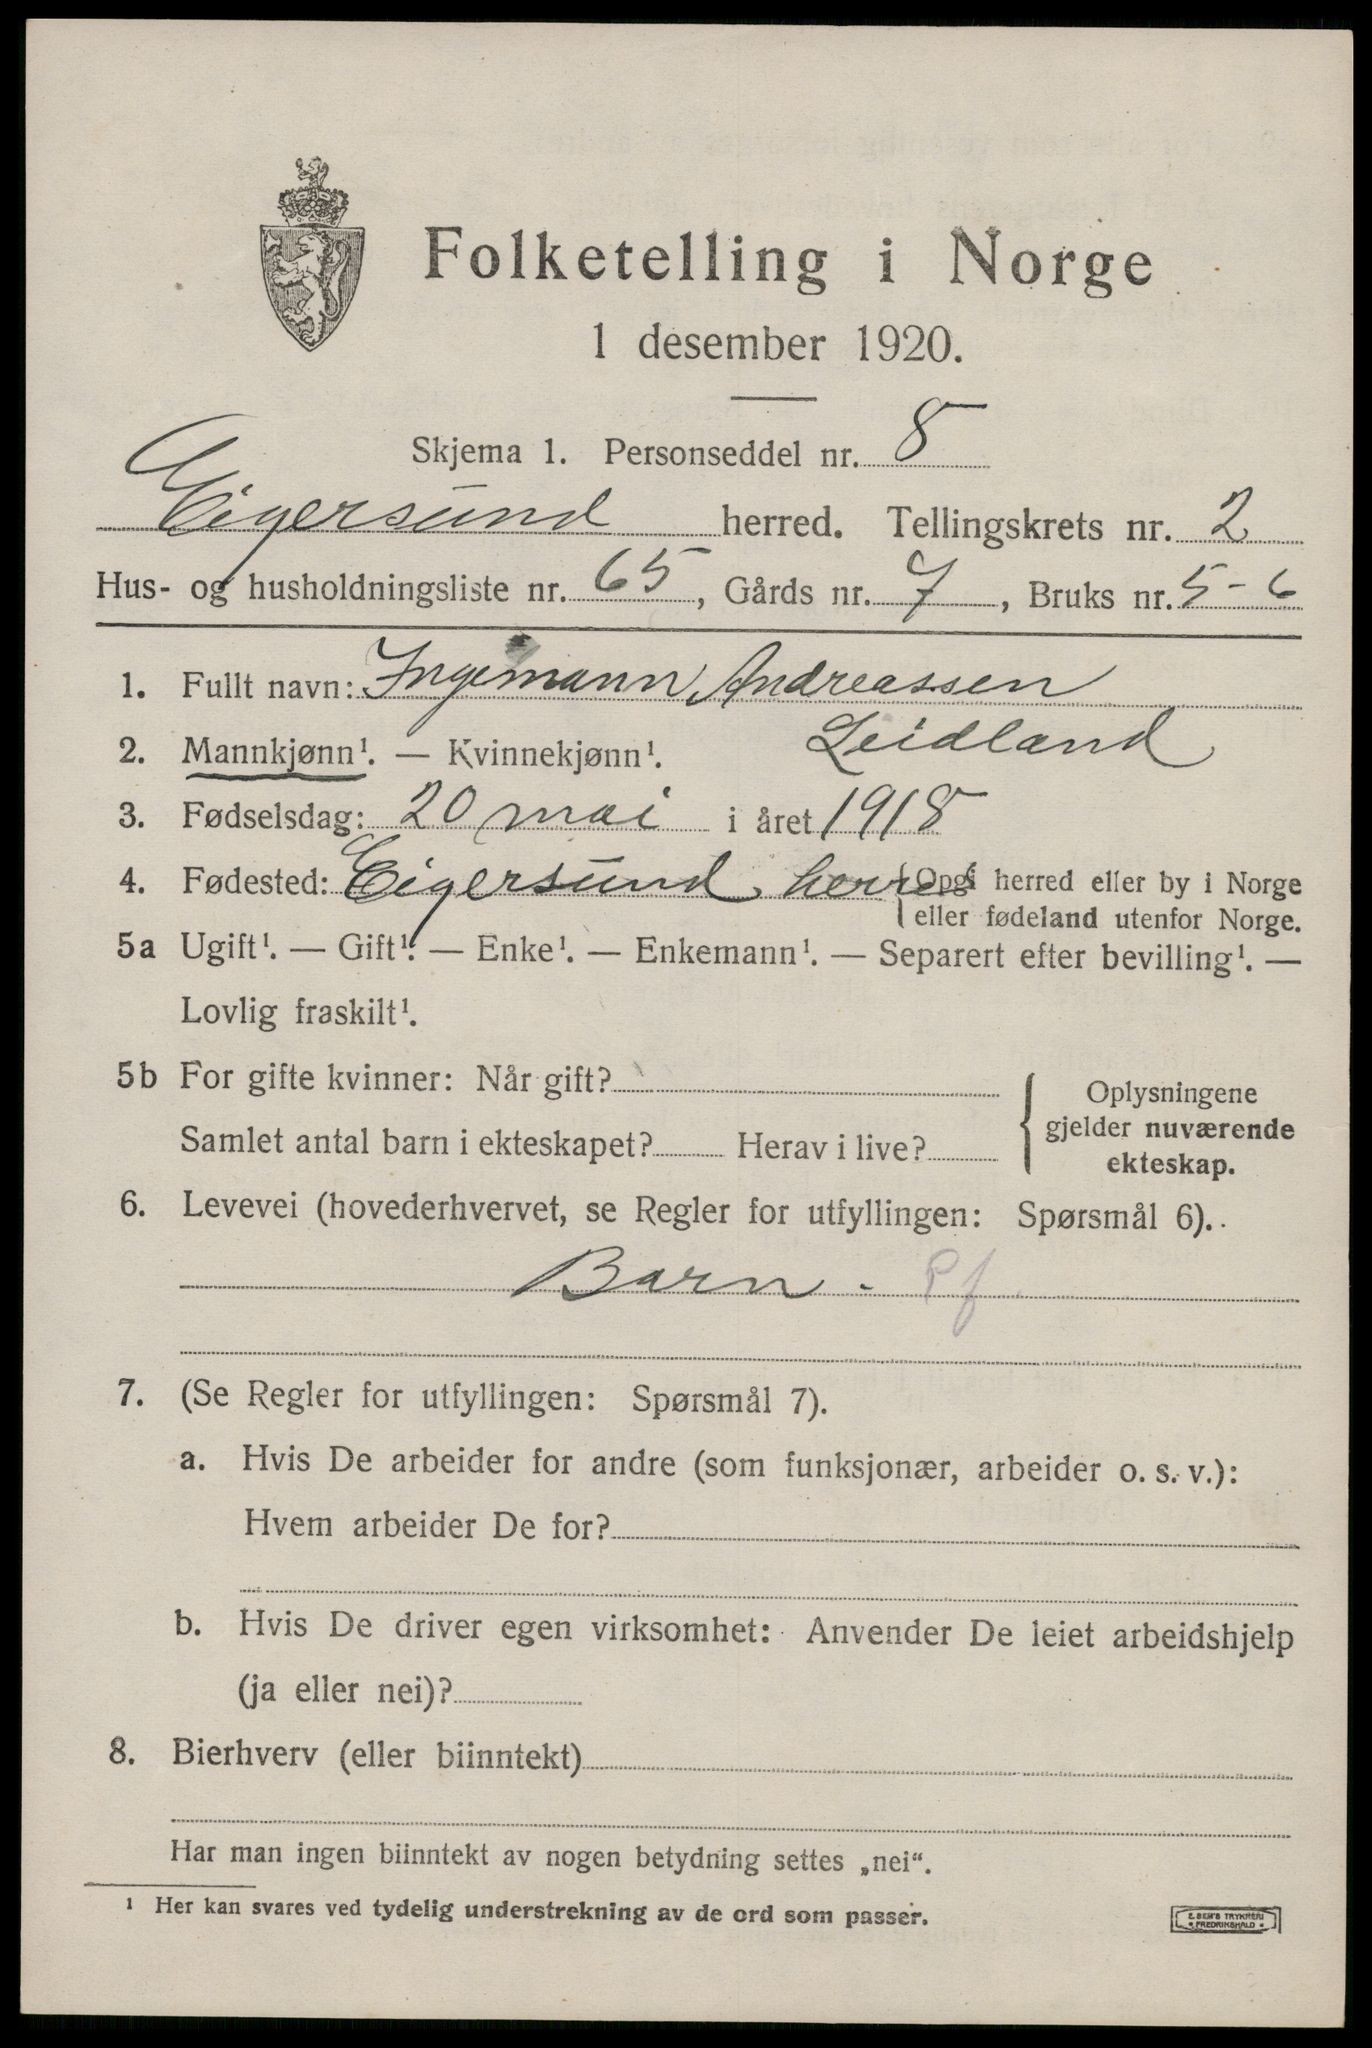 Folketelling i Norge
1 desember 1920.
Skjema 1. Personseddel nr. 8
Eigersund herred. Tellingskrets nr. 2
Hus- og husholdningsliste nr. 65, Gårds nr. 7, Bruks nr. 5-6
1. Fullt navn: Ingemann Andreassen
Leidland
2. Mannkjønn¹. — Kvinnekjønn¹.
3. Fødselsdag: 20 mai i året 1918
4. Fødested: Eigersund herred {Opgi herred eller by i Norge
eller fødeland utenfor Norge.
5a Ugift¹. — Gift¹. — Enke¹. — Enkemann¹. — Separert efter bevilling¹. —
Lovlig fraskilt¹.
5b For gifte kvinner: Når gift?
Samlet antal barn i ekteskapet? Herav i live?
{ Oplysningene
gjelder nuværende
ekteskap.
6. Levevei (hovederhvervet, se Regler for utfyllingen: Spørsmål 6).
Barn. Pf
7. (Se Regler for utfyllingen: Spørsmål 7).
a. Hvis De arbeider for andre (som funksjonær, arbeider o. s. v.):
Hvem arbeider De for?
b. Hvis De driver egen virksomhet: Anvender De leiet arbeidshjelp
(ja eller nei)?
8. Bierhverv (eller biinntekt)
Har man ingen biinntekt av nogen betydning settes „nei“.
¹ Her kan svares ved tydelig understrekning av de ord som passer.
E. SEM'S TRYKKERI
• FREDRIKSHALD •